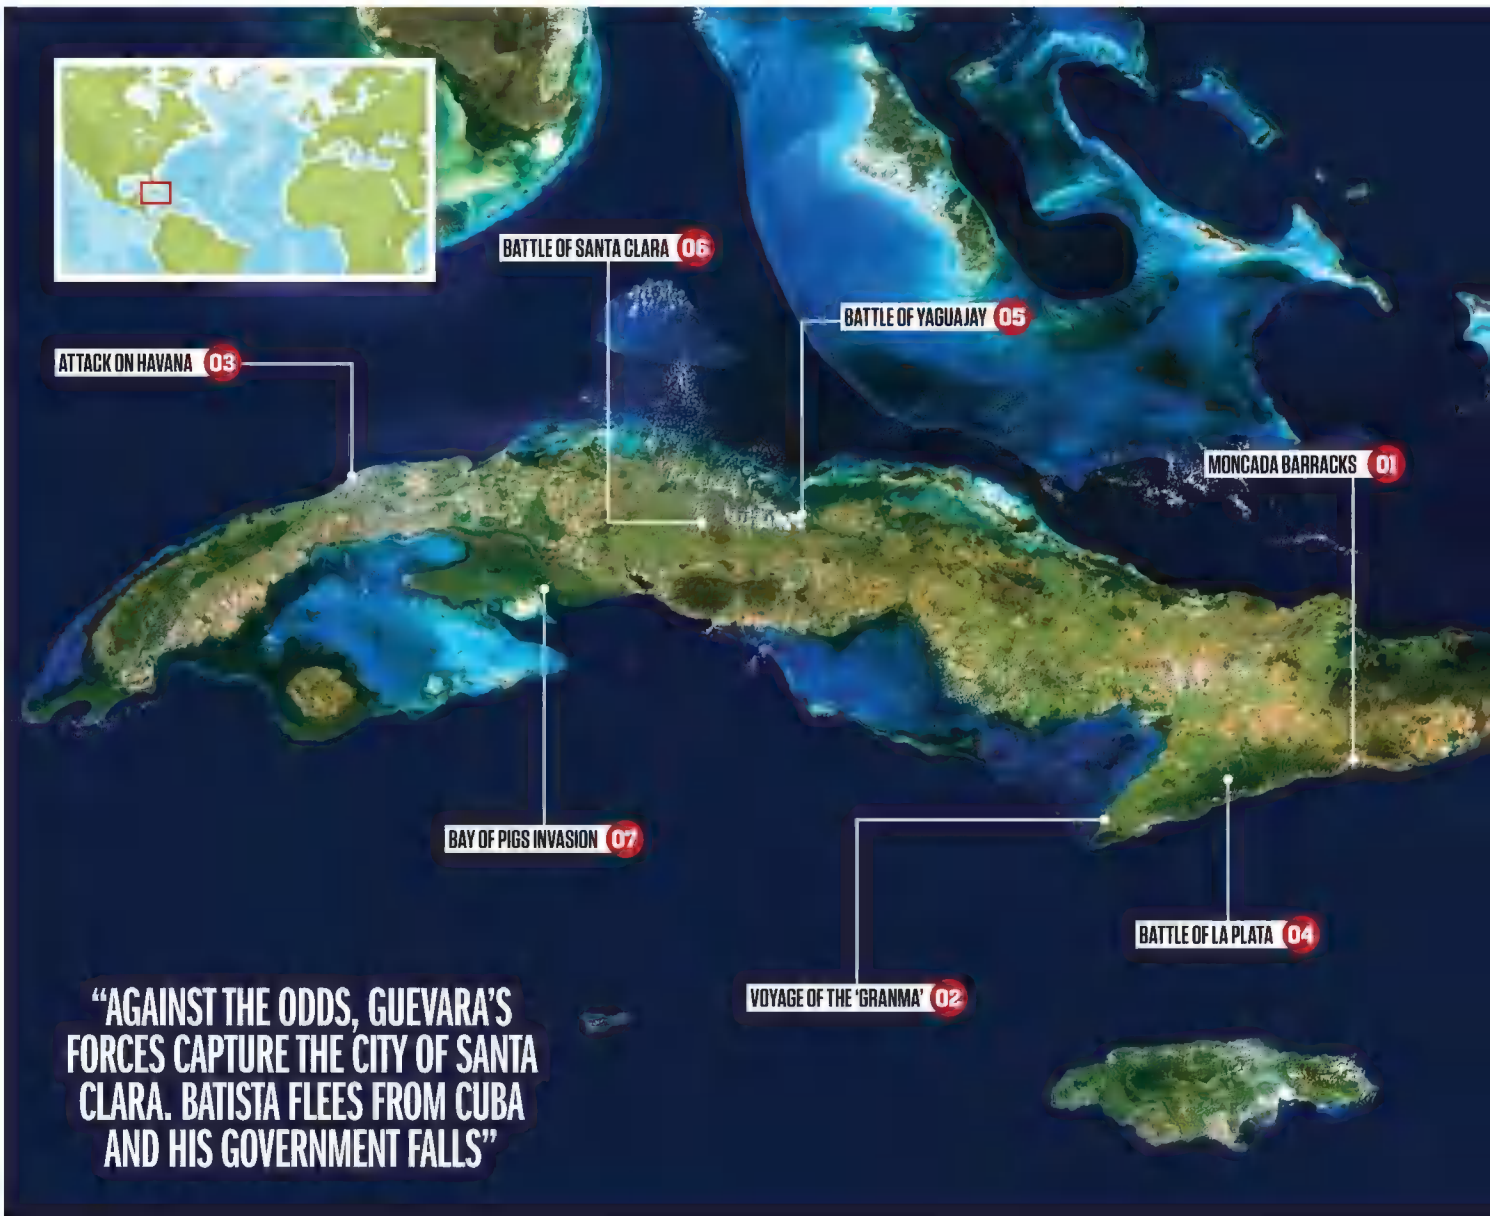 BATTLE OF SANTA CLARA 06
BATTLE OF YAGUAJAY 05
ATTACK ON HAVANA 03
MONCADA BARRACKS 01
BAY OF PIGS INVASION 07
BATTLE OF LA PLATA 04
VOYAGE OF THE ‘GRANMA’ 02
“AGAINST THE ODDS, GUEVARA’S
FORCES CAPTURE THE CITY OF SANTA
CLARA. BATISTA FLEES FROM CUBA
AND HIS GOVERNMENT FALLS”